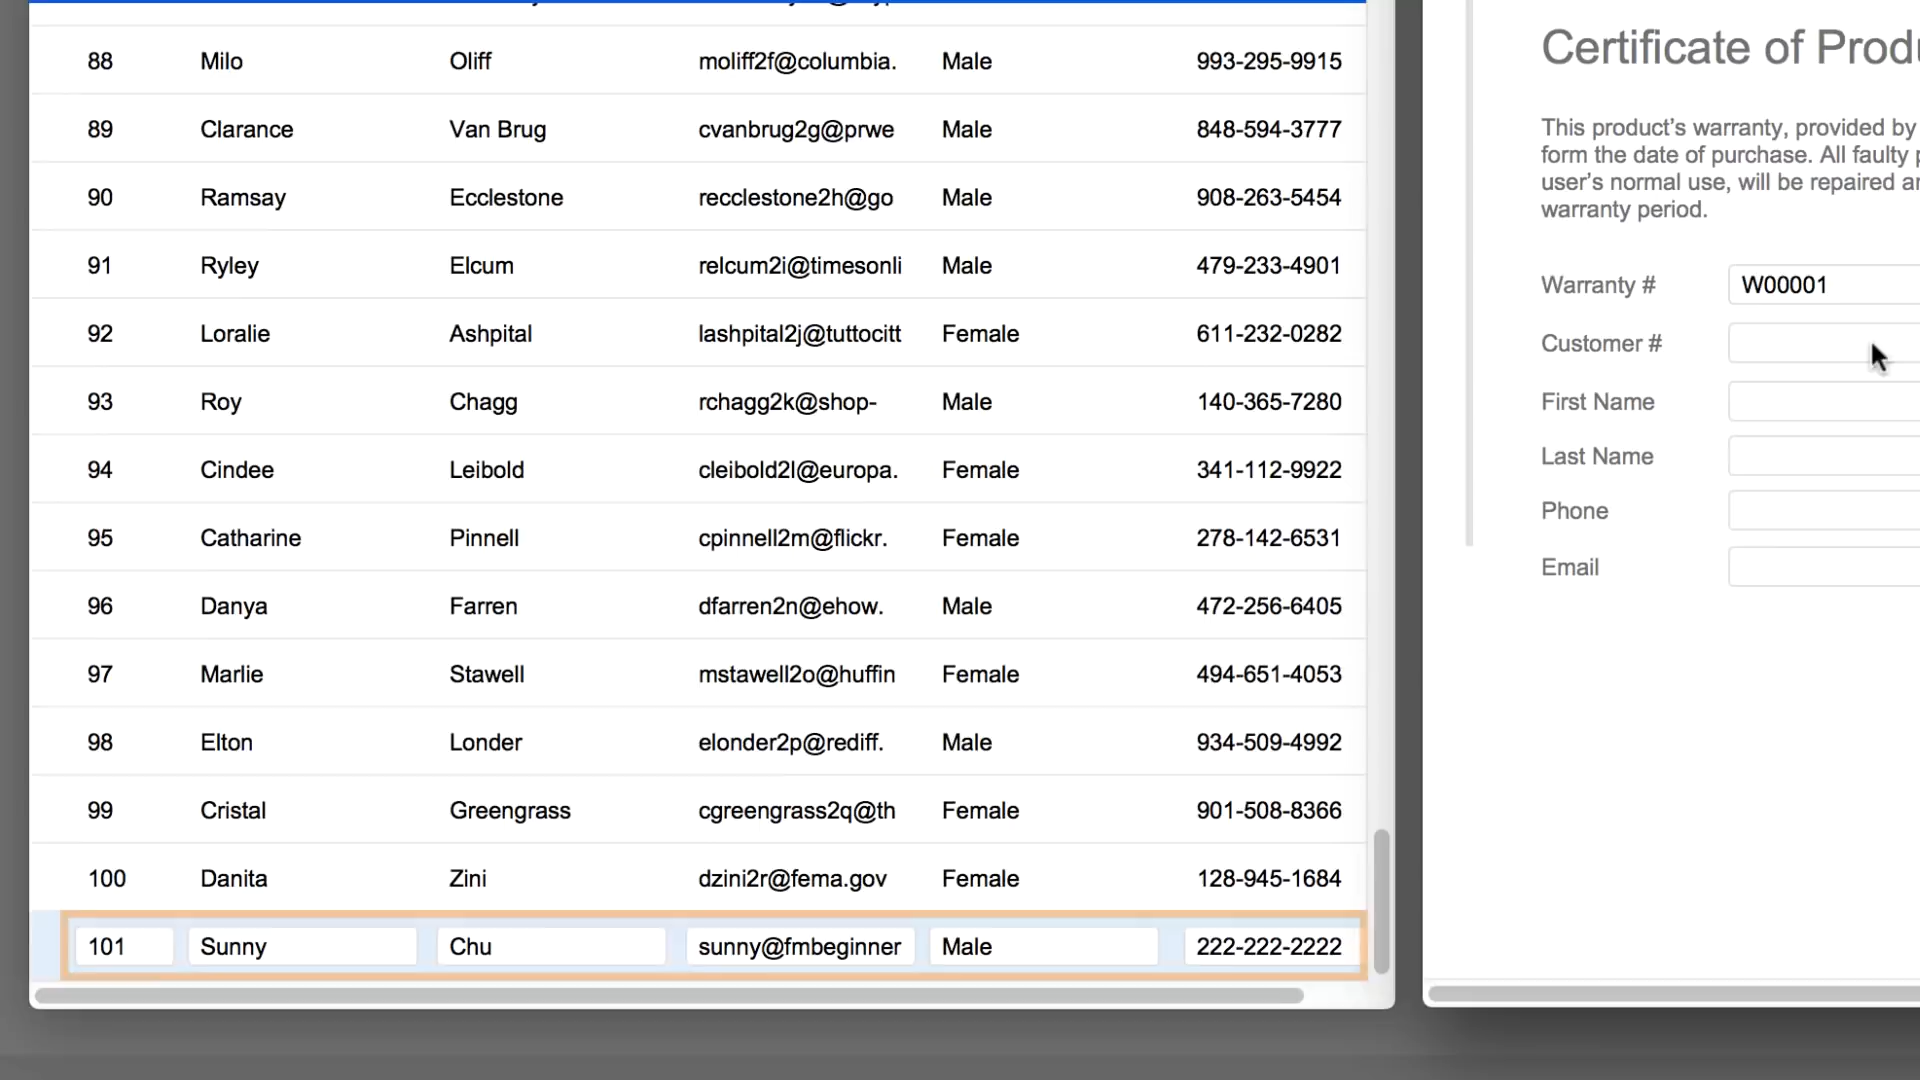 88 Milo Oliff moliff2f@columbia. Male 993-295-9915
89 Clarance Van Brug cvanbrug2g@prwe Male 848-594-3777
90 Ramsay Ecclestone recclestone2h@go Male 908-263-5454
91 Ryley Elcum relcum2i@timesonli Male 479-233-4901
92 Loralie Ashpital lashpital2j@tuttocitt Female 611-232-0282
93 Roy Chagg rchagg2k@shop- Male 140-365-7280
94 Cindee Leibold cleibold2l@europa. Female 341-112-9922
95 Catharine Pinnell cpinnell2m@flickr. Female 278-142-6531
96 Danya Farren dfarren2n@ehow. Male 472-256-6405
97 Marlie Stawell mstawell2o@huffin Female 494-651-4053
98 Elton Londer elonder2p@rediff. Male 934-509-4992
99 Cristal Greengrass cgreengrass2q@th Female 901-508-8366
100 Danita Zini dzini2r@fema.gov Female 128-945-1684
101 Sunny Chu sunny@fmbeginner Male 222-222-2222
Certificate of Produ
This product's warranty, provided by
form the date of purchase. All faulty p
user's normal use, will be repaired ar
warranty period.
Warranty # W00001
Customer #
First Name
Last Name
Phone
Email